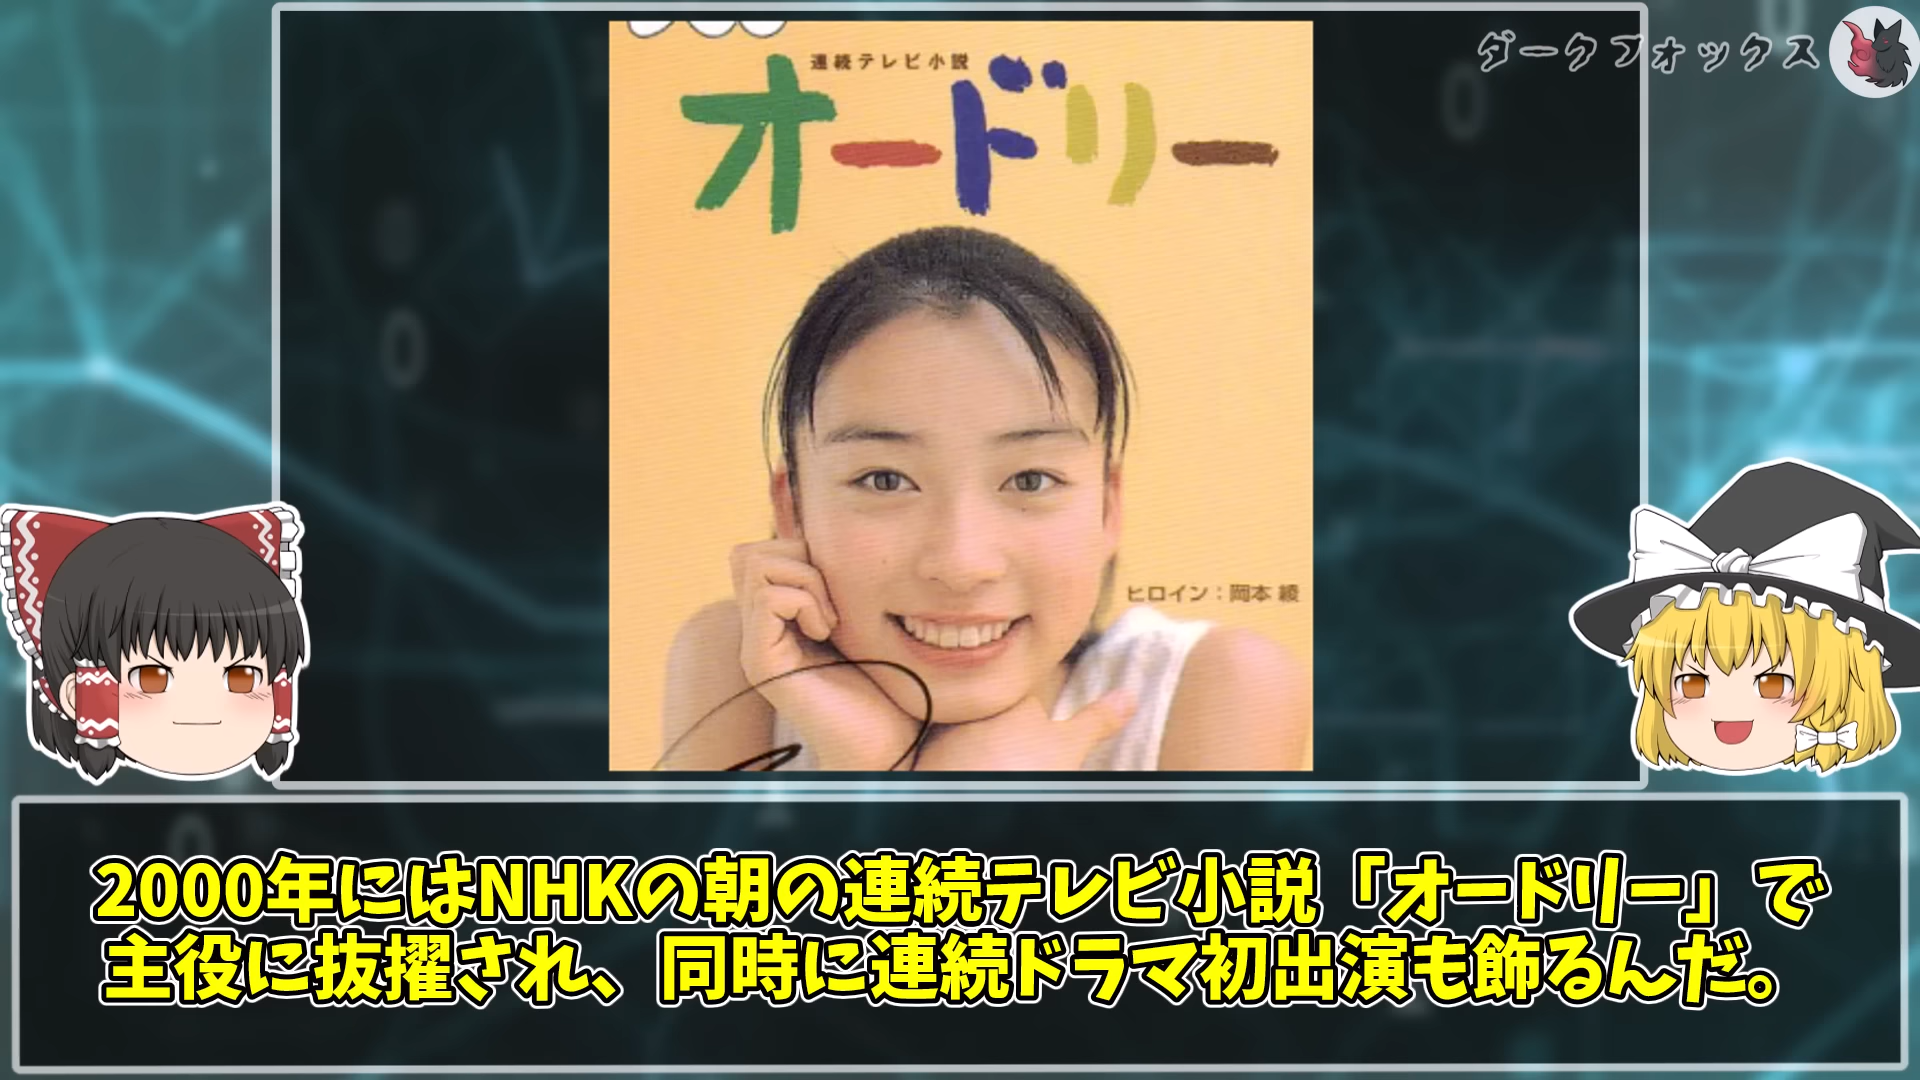 ダークフォックス
連続テレビ小説
オードリー
ヒロイン：岡本 綾
2000年にはNHKの朝の連続テレビ小説「オードリー」で
主役に抜擢され、同時に連続ドラマ初出演も飾るんだ。